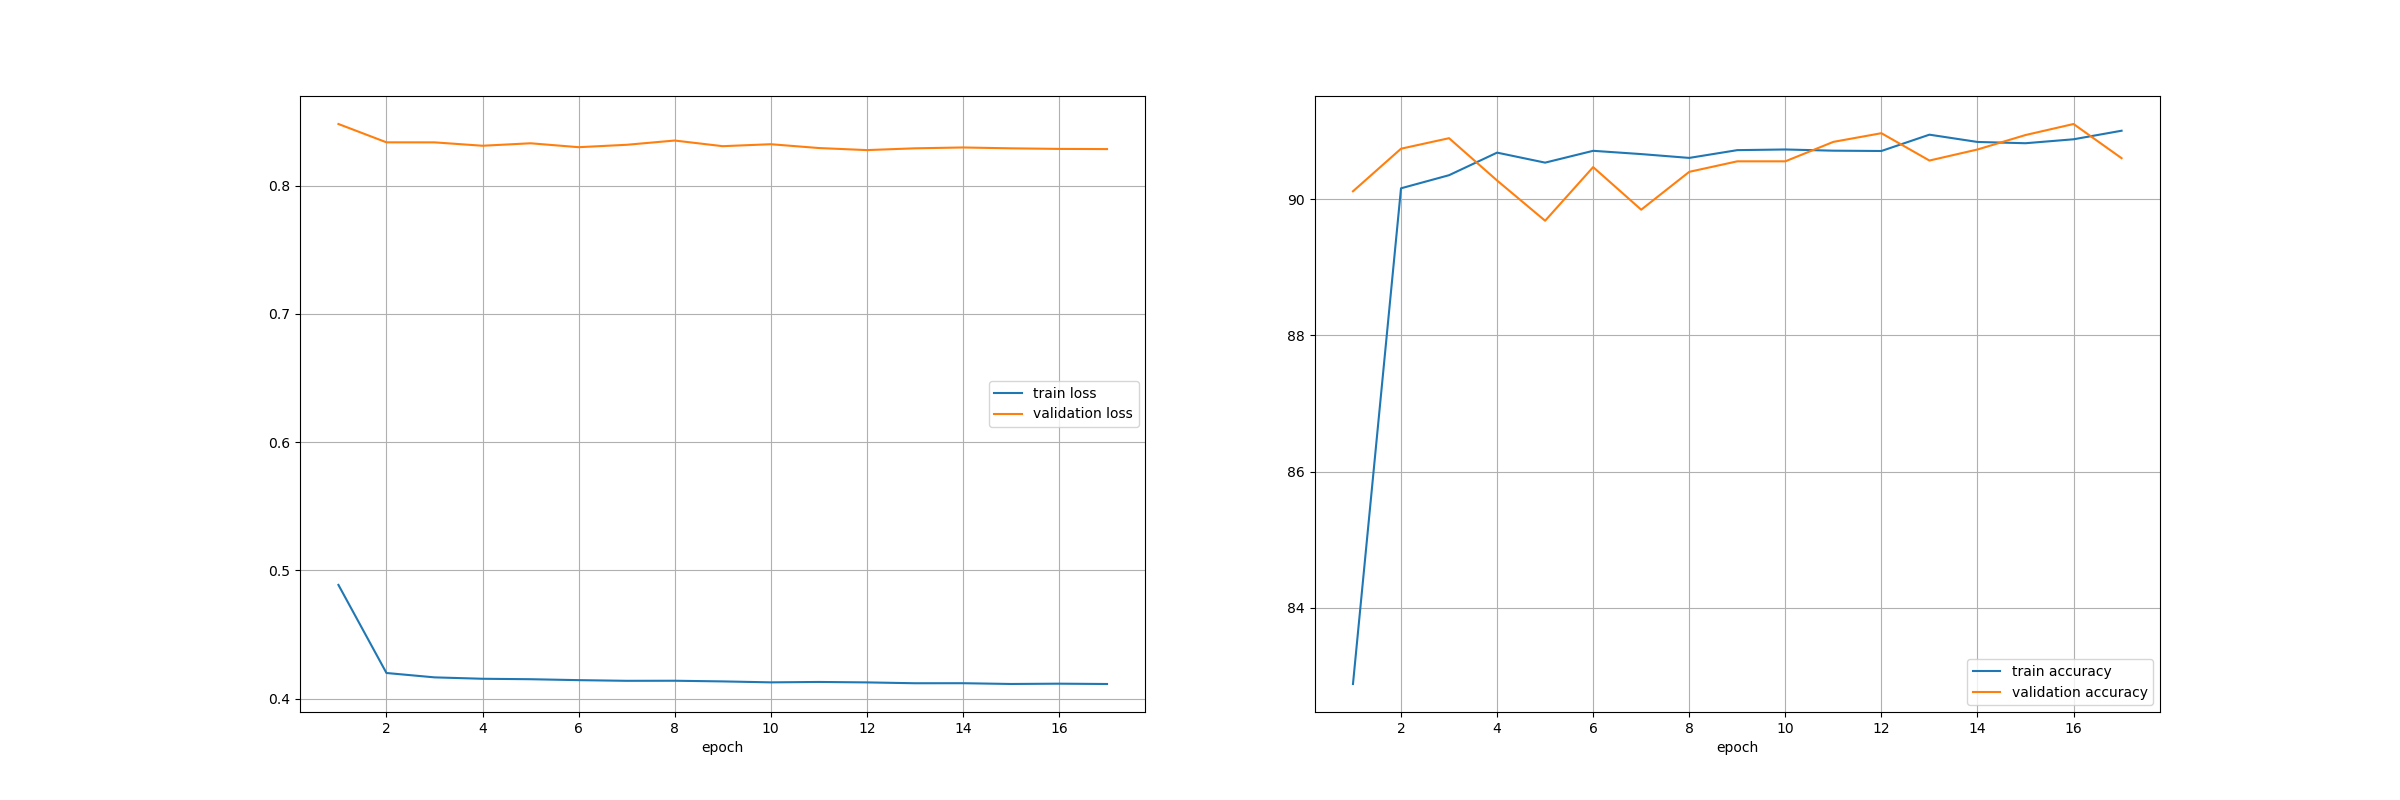 0.8
0.7
0.6
0.5
0.4
2 4 6 8 10 12 14 16
epoch
train loss
validation loss
90
88
86
84
2 4 6 8 10 12 14 16
epoch
train accuracy
validation accuracy